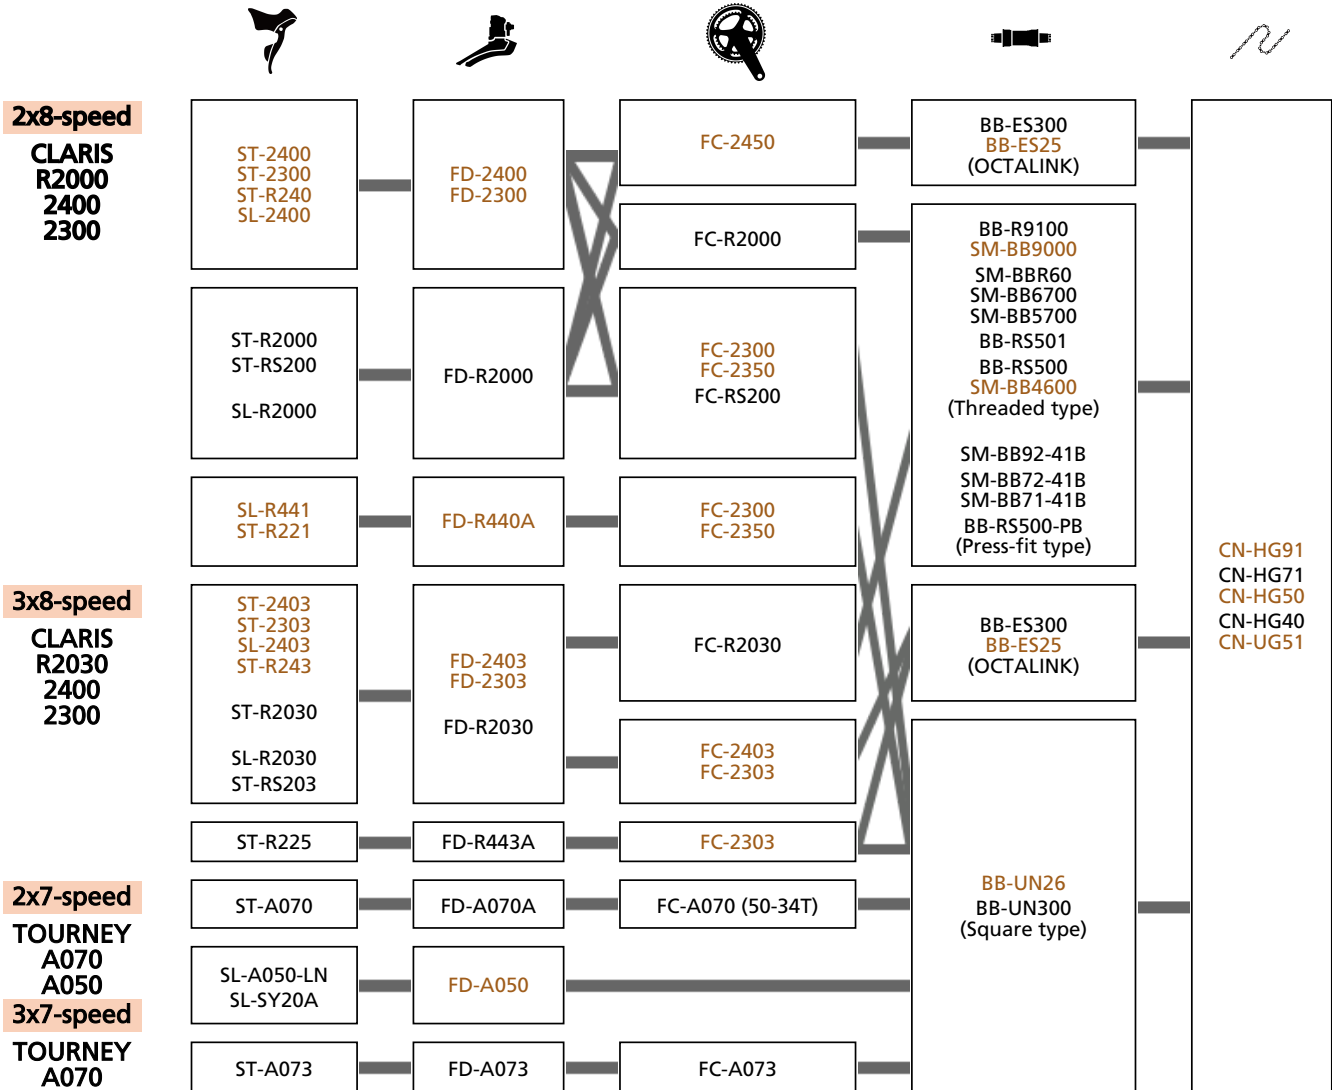 2x8-speed
CLARIS
R2000
2400
2300
ST-2400
ST-2300
ST-R240
SL-2400
FD-2400
FD-2300
FC-2450
BB-ES300
BB-ES25
(OCTALINK)
FC-R2000
BB-R9100
SM-BB9000
SM-BBR60
SM-BB6700
SM-BB5700
BB-RS501
BB-RS500
SM-BB4600
(Threaded type)
SM-BB92-41B
SM-BB72-41B
SM-BB71-41B
BB-RS500-PB
(Press-fit type)
ST-R2000
ST-RS200
SL-R2000
FD-R2000
FC-2300
FC-2350
FC-RS200
SL-R441
ST-R221
FD-R440A
FC-2300
FC-2350
CN-HG91
CN-HG71
CN-HG50
CN-HG40
CN-UG51
3x8-speed
CLARIS
R2030
2400
2300
ST-2403
ST-2303
SL-2403
ST-R243
ST-R2030
SL-R2030
ST-RS203
FD-2403
FD-2303
FD-R2030
FC-R2030
BB-ES300
BB-ES25
(OCTALINK)
FC-2403
FC-2303
ST-R225
FD-R443A
FC-2303
2x7-speed
TOURNEY
A070
A050
ST-A070
FD-A070A
FC-A070 (50-34T)
BB-UN26
BB-UN300
(Square type)
SL-A050-LN
SL-SY20A
FD-A050
3x7-speed
TOURNEY
A070
ST-A073
FD-A073
FC-A073